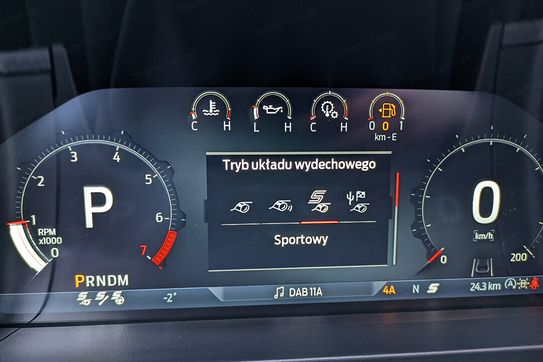 C H L H C H 0 0 1
km - E
Tryb układu wydechowego
Sportowy
1 2 3 4 5 6 7
RPM
x1000
P
PRNDM
-2°
DAB 11A
4A N S
0
km/h
0 200
24.3 km